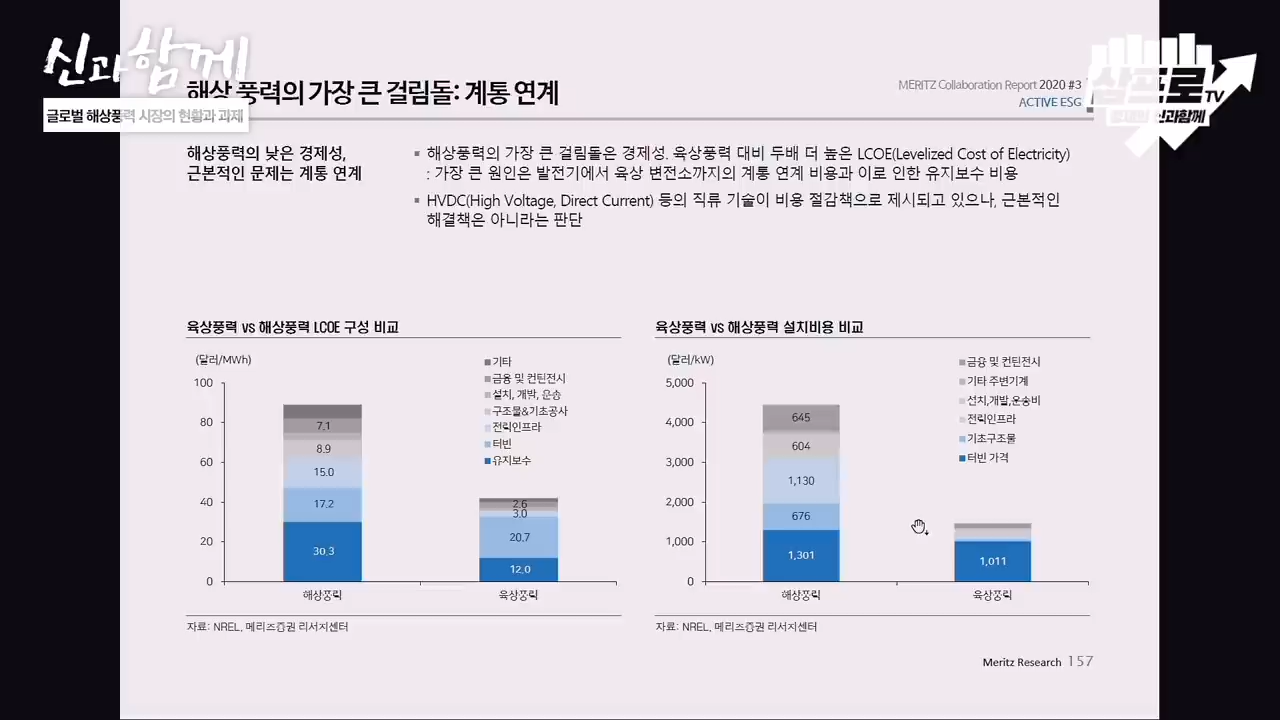 신과함께
글로벌 해상풍력 시장의 현황과 과제
해상 풍력의 가장 큰 걸림돌: 계통 연계
MERITZ Collaboration Report 2020 #3
ACTIVE ESG
삼프로TV
경제의 신과함께
해상풍력의 낮은 경제성,
근본적인 문제는 계통 연계
▪ 해상풍력의 가장 큰 걸림돌은 경제성. 육상풍력 대비 두배 더 높은 LCOE(Levelized Cost of Electricity)
: 가장 큰 원인은 발전기에서 육상 변전소까지의 계통 연계 비용과 이로 인한 유지보수 비용
▪ HVDC(High Voltage, Direct Current) 등의 직류 기술이 비용 절감책으로 제시되고 있으나, 근본적인
해결책은 아니라는 판단
육상풍력 vs 해상풍력 LCOE 구성 비교
(달러/MWh)
기타
금융 및 컨틴전시
설치, 개발, 운송
구조물&기초공사
전력인프라
터빈
유지보수
100
80
60
40
20
0
7.1
8.9
15.0
17.2
30.3
2.6
3.0
20.7
12.0
해상풍력
육상풍력
자료: NREL, 메리츠증권 리서치센터
육상풍력 vs 해상풍력 설치비용 비교
(달러/kW)
금융 및 컨틴전시
기타 주변기계
설치,개발,운송비
전력인프라
기초구조물
터빈 가격
5,000
4,000
3,000
2,000
1,000
0
645
604
1,130
676
1,301
1,011
해상풍력
육상풍력
자료: NREL, 메리츠증권 리서치센터
Meritz Research 157